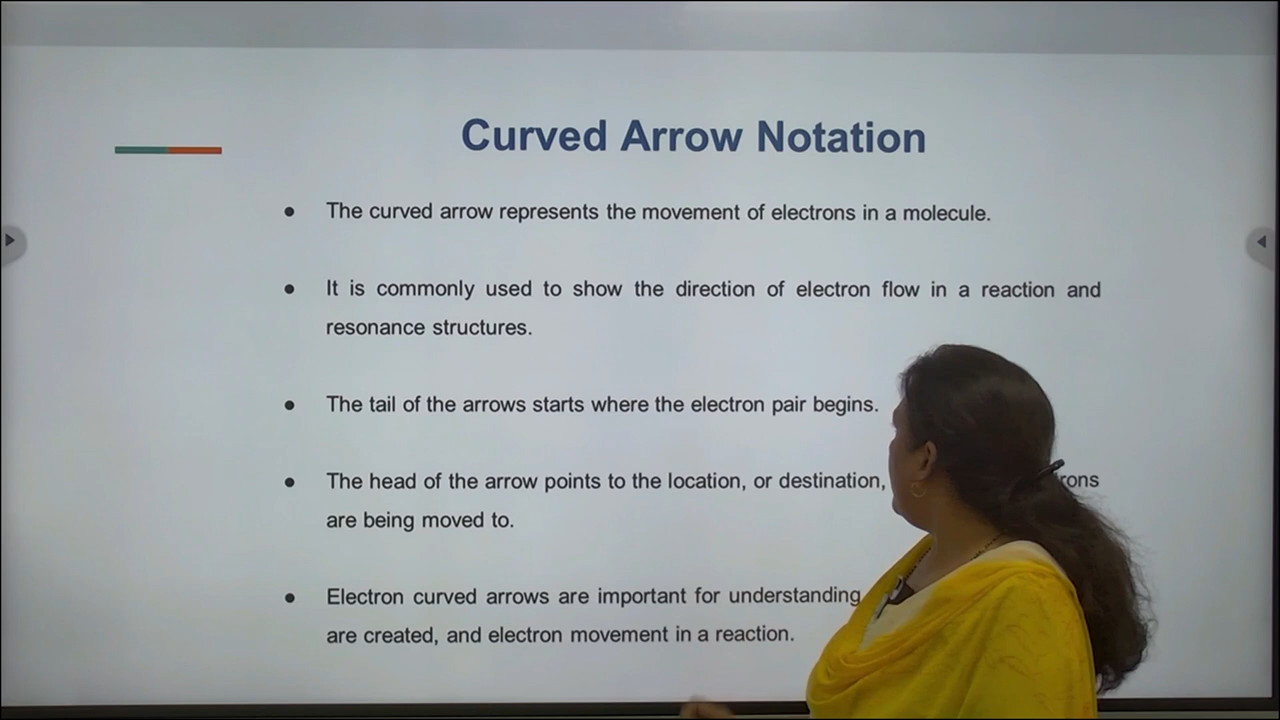 Curved Arrow Notation
● The curved arrow represents the movement of electrons in a molecule.
● It is commonly used to show the direction of electron flow in a reaction and
resonance structures.
● The tail of the arrows starts where the electron pair begins.
● The head of the arrow points to the location, or destination,
are being moved to.
● Electron curved arrows are important for understanding
are created, and electron movement in a reaction.